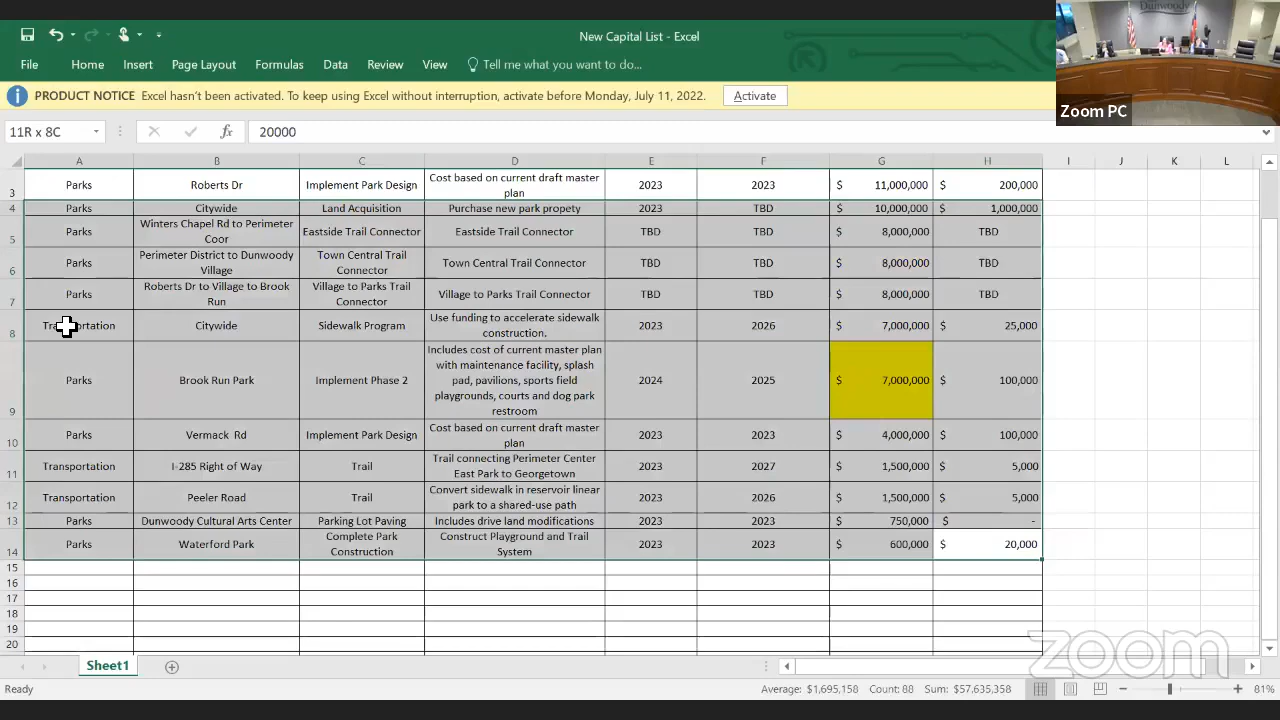 New Capital List - Excel
Dunwoody
File Home Insert Page Layout Formulas Data Review View Tell me what you want to do...
PRODUCT NOTICE Excel hasn't been activated. To keep using Excel without interruption, activate before Monday, July 11, 2022. Activate
Zoom PC
11R x 8C fx 20000
A B C D E F G H I J K L
3 Parks Roberts Dr Implement Park Design Cost based on current draft master plan 2023 2023 $ 11,000,000 $ 200,000
4 Parks Citywide Land Acquisition Purchase new park propety 2023 TBD $ 10,000,000 $ 1,000,000
5 Parks Winters Chapel Rd to Perimeter Coor Eastside Trail Connector Eastside Trail Connector TBD TBD $ 8,000,000 TBD
6 Parks Perimeter District to Dunwoody Village Town Central Trail Connector Town Central Trail Connector TBD TBD $ 8,000,000 TBD
7 Parks Roberts Dr to Village to Brook Run Village to Parks Trail Connector Village to Parks Trail Connector TBD TBD $ 8,000,000 TBD
8 Transportation Citywide Sidewalk Program Use funding to accelerate sidewalk construction. 2023 2026 $ 7,000,000 $ 25,000
9 Parks Brook Run Park Implement Phase 2 Includes cost of current master plan with maintenance facility, splash pad, pavilions, sports field playgrounds, courts and dog park restroom 2024 2025 $ 7,000,000 $ 100,000
10 Parks Vermack Rd Implement Park Design Cost based on current draft master plan 2023 2023 $ 4,000,000 $ 100,000
11 Transportation I-285 Right of Way Trail Trail connecting Perimeter Center East Park to Georgetown 2023 2027 $ 1,500,000 $ 5,000
12 Transportation Peeler Road Trail Convert sidewalk in reservoir linear park to a shared-use path 2023 2026 $ 1,500,000 $ 5,000
13 Parks Dunwoody Cultural Arts Center Parking Lot Paving Includes drive land modifications 2023 2023 $ 750,000 $ -
14 Parks Waterford Park Complete Park Construction Construct Playground and Trail System 2023 2023 $ 600,000 $ 20,000
15
16
17
18
19
20
zoom
Sheet1
Ready Average: $1,695,158 Count: 88 Sum: $57,635,358 81%